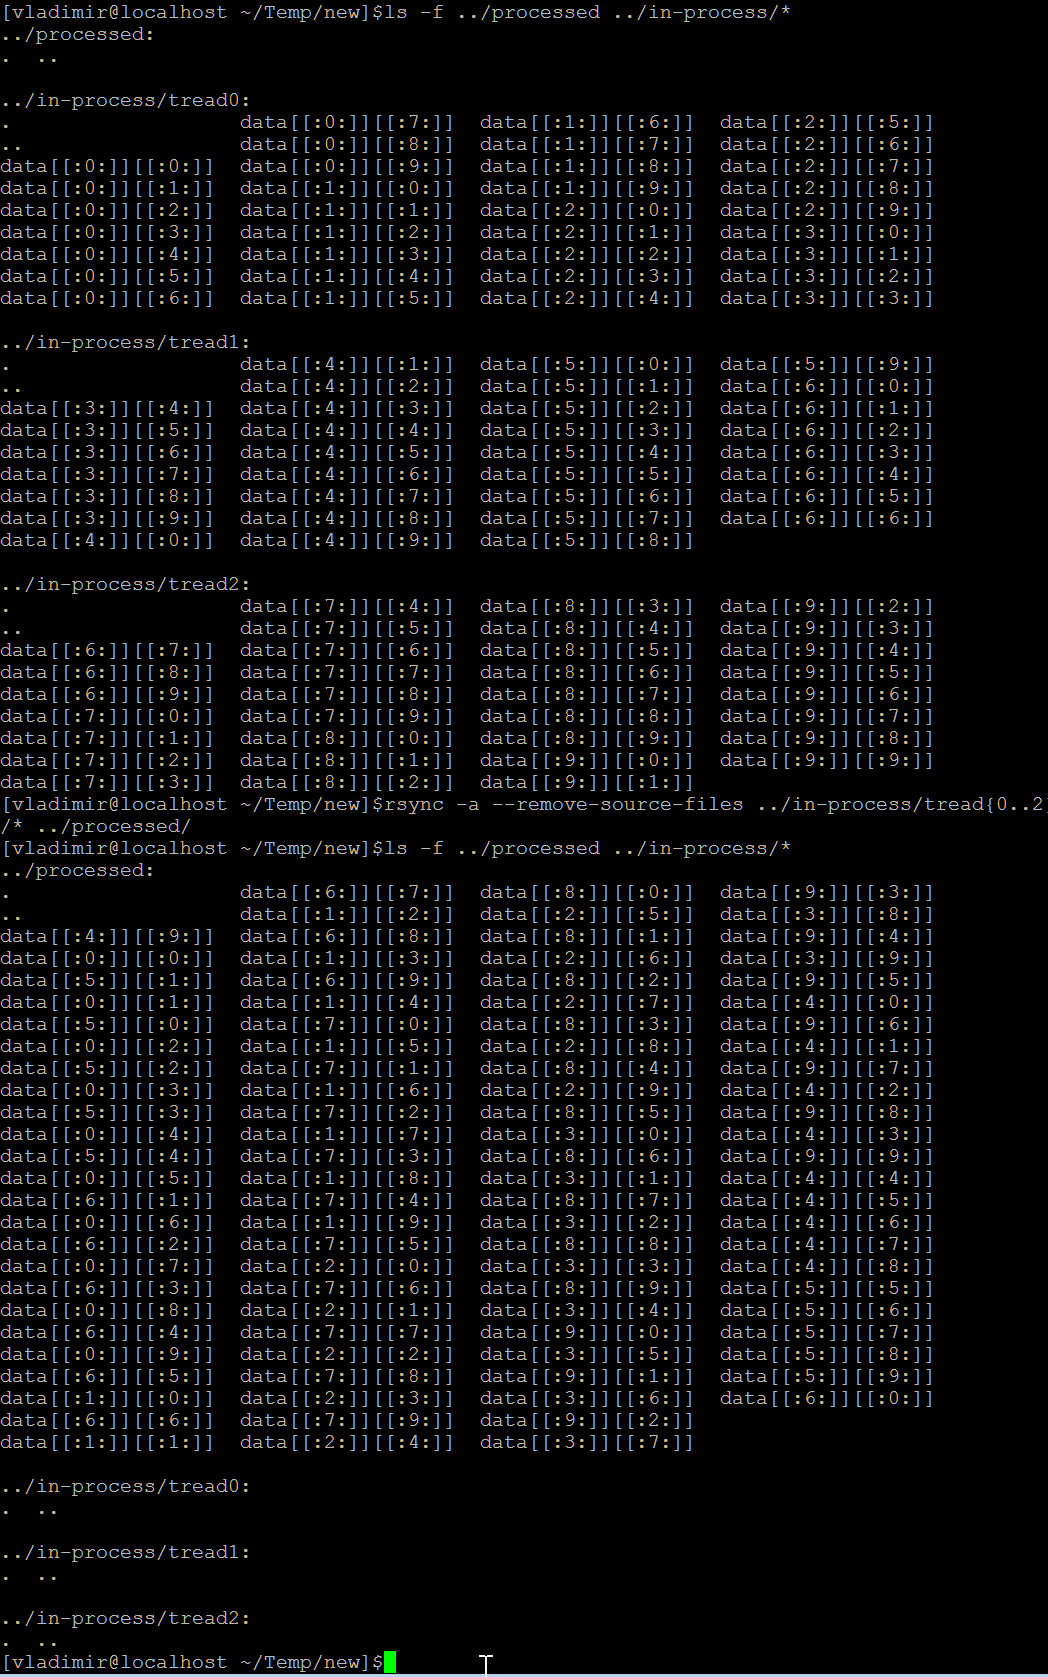 [vladimir@localhost ~/Temp/new]$ls -f ../processed ../in-process/*
../processed:
.  ..

../in-process/tread0:
.                   data[[:0:]][[:7:]]  data[[:1:]][[:6:]]  data[[:2:]][[:5:]]
..                  data[[:0:]][[:8:]]  data[[:1:]][[:7:]]  data[[:2:]][[:6:]]
data[[:0:]][[:0:]]  data[[:0:]][[:9:]]  data[[:1:]][[:8:]]  data[[:2:]][[:7:]]
data[[:0:]][[:1:]]  data[[:1:]][[:0:]]  data[[:1:]][[:9:]]  data[[:2:]][[:8:]]
data[[:0:]][[:2:]]  data[[:1:]][[:1:]]  data[[:2:]][[:0:]]  data[[:2:]][[:9:]]
data[[:0:]][[:3:]]  data[[:1:]][[:2:]]  data[[:2:]][[:1:]]  data[[:3:]][[:0:]]
data[[:0:]][[:4:]]  data[[:1:]][[:3:]]  data[[:2:]][[:2:]]  data[[:3:]][[:1:]]
data[[:0:]][[:5:]]  data[[:1:]][[:4:]]  data[[:2:]][[:3:]]  data[[:3:]][[:2:]]
data[[:0:]][[:6:]]  data[[:1:]][[:5:]]  data[[:2:]][[:4:]]  data[[:3:]][[:3:]]

../in-process/tread1:
.                   data[[:4:]][[:1:]]  data[[:5:]][[:0:]]  data[[:5:]][[:9:]]
..                  data[[:4:]][[:2:]]  data[[:5:]][[:1:]]  data[[:6:]][[:0:]]
data[[:3:]][[:4:]]  data[[:4:]][[:3:]]  data[[:5:]][[:2:]]  data[[:6:]][[:1:]]
data[[:3:]][[:5:]]  data[[:4:]][[:4:]]  data[[:5:]][[:3:]]  data[[:6:]][[:2:]]
data[[:3:]][[:6:]]  data[[:4:]][[:5:]]  data[[:5:]][[:4:]]  data[[:6:]][[:3:]]
data[[:3:]][[:7:]]  data[[:4:]][[:6:]]  data[[:5:]][[:5:]]  data[[:6:]][[:4:]]
data[[:3:]][[:8:]]  data[[:4:]][[:7:]]  data[[:5:]][[:6:]]  data[[:6:]][[:5:]]
data[[:3:]][[:9:]]  data[[:4:]][[:8:]]  data[[:5:]][[:7:]]  data[[:6:]][[:6:]]
data[[:4:]][[:0:]]  data[[:4:]][[:9:]]  data[[:5:]][[:8:]]

../in-process/tread2:
.                   data[[:7:]][[:4:]]  data[[:8:]][[:3:]]  data[[:9:]][[:2:]]
..                  data[[:7:]][[:5:]]  data[[:8:]][[:4:]]  data[[:9:]][[:3:]]
data[[:6:]][[:7:]]  data[[:7:]][[:6:]]  data[[:8:]][[:5:]]  data[[:9:]][[:4:]]
data[[:6:]][[:8:]]  data[[:7:]][[:7:]]  data[[:8:]][[:6:]]  data[[:9:]][[:5:]]
data[[:6:]][[:9:]]  data[[:7:]][[:8:]]  data[[:8:]][[:7:]]  data[[:9:]][[:6:]]
data[[:7:]][[:0:]]  data[[:7:]][[:9:]]  data[[:8:]][[:8:]]  data[[:9:]][[:7:]]
data[[:7:]][[:1:]]  data[[:8:]][[:0:]]  data[[:8:]][[:9:]]  data[[:9:]][[:8:]]
data[[:7:]][[:2:]]  data[[:8:]][[:1:]]  data[[:9:]][[:0:]]  data[[:9:]][[:9:]]
data[[:7:]][[:3:]]  data[[:8:]][[:2:]]  data[[:9:]][[:1:]]
[vladimir@localhost ~/Temp/new]$rsync -a --remove-source-files ../in-process/tread{0..2}
/* ../processed/
[vladimir@localhost ~/Temp/new]$ls -f ../processed ../in-process/*
../processed:
.                   data[[:6:]][[:7:]]  data[[:8:]][[:0:]]  data[[:9:]][[:3:]]
..                  data[[:1:]][[:2:]]  data[[:2:]][[:5:]]  data[[:3:]][[:8:]]
data[[:4:]][[:9:]]  data[[:6:]][[:8:]]  data[[:8:]][[:1:]]  data[[:9:]][[:4:]]
data[[:0:]][[:0:]]  data[[:1:]][[:3:]]  data[[:2:]][[:6:]]  data[[:3:]][[:9:]]
data[[:5:]][[:1:]]  data[[:6:]][[:9:]]  data[[:8:]][[:2:]]  data[[:9:]][[:5:]]
data[[:0:]][[:1:]]  data[[:1:]][[:4:]]  data[[:2:]][[:7:]]  data[[:4:]][[:0:]]
data[[:5:]][[:0:]]  data[[:7:]][[:0:]]  data[[:8:]][[:3:]]  data[[:9:]][[:6:]]
data[[:0:]][[:2:]]  data[[:1:]][[:5:]]  data[[:2:]][[:8:]]  data[[:4:]][[:1:]]
data[[:5:]][[:2:]]  data[[:7:]][[:1:]]  data[[:8:]][[:4:]]  data[[:9:]][[:7:]]
data[[:0:]][[:3:]]  data[[:1:]][[:6:]]  data[[:2:]][[:9:]]  data[[:4:]][[:2:]]
data[[:5:]][[:3:]]  data[[:7:]][[:2:]]  data[[:8:]][[:5:]]  data[[:9:]][[:8:]]
data[[:0:]][[:4:]]  data[[:1:]][[:7:]]  data[[:3:]][[:0:]]  data[[:4:]][[:3:]]
data[[:5:]][[:4:]]  data[[:7:]][[:3:]]  data[[:8:]][[:6:]]  data[[:9:]][[:9:]]
data[[:0:]][[:5:]]  data[[:1:]][[:8:]]  data[[:3:]][[:1:]]  data[[:4:]][[:4:]]
data[[:6:]][[:1:]]  data[[:7:]][[:4:]]  data[[:8:]][[:7:]]  data[[:4:]][[:5:]]
data[[:0:]][[:6:]]  data[[:1:]][[:9:]]  data[[:3:]][[:2:]]  data[[:4:]][[:6:]]
data[[:6:]][[:2:]]  data[[:7:]][[:5:]]  data[[:8:]][[:8:]]  data[[:4:]][[:7:]]
data[[:0:]][[:7:]]  data[[:2:]][[:0:]]  data[[:3:]][[:3:]]  data[[:4:]][[:8:]]
data[[:6:]][[:3:]]  data[[:7:]][[:6:]]  data[[:8:]][[:9:]]  data[[:5:]][[:5:]]
data[[:0:]][[:8:]]  data[[:2:]][[:1:]]  data[[:3:]][[:4:]]  data[[:5:]][[:6:]]
data[[:6:]][[:4:]]  data[[:7:]][[:7:]]  data[[:9:]][[:0:]]  data[[:5:]][[:7:]]
data[[:0:]][[:9:]]  data[[:2:]][[:2:]]  data[[:3:]][[:5:]]  data[[:5:]][[:8:]]
data[[:6:]][[:5:]]  data[[:7:]][[:8:]]  data[[:9:]][[:1:]]  data[[:5:]][[:9:]]
data[[:1:]][[:0:]]  data[[:2:]][[:3:]]  data[[:3:]][[:6:]]  data[[:6:]][[:0:]]
data[[:6:]][[:6:]]  data[[:7:]][[:9:]]  data[[:9:]][[:2:]]
data[[:1:]][[:1:]]  data[[:2:]][[:4:]]  data[[:3:]][[:7:]]

../in-process/tread0:
.  ..

../in-process/tread1:
.  ..

../in-process/tread2:
.  ..
[vladimir@localhost ~/Temp/new]$